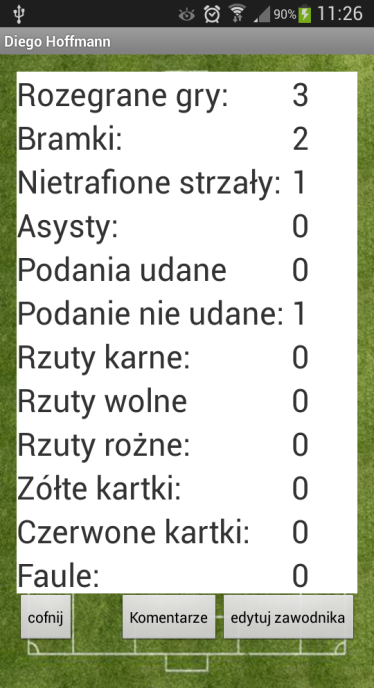 90% 11:26
Diego Hoffmann
Rozegrane gry: 3
Bramki: 2
Nietrafione strzały: 1
Asysty: 0
Podania udane 0
Podanie nie udane: 1
Rzuty karne: 0
Rzuty wolne 0
Rzuty rożne: 0
Zółte kartki: 0
Czerwone kartki: 0
Faule: 0
cofnij Komentarze edytuj zawodnika